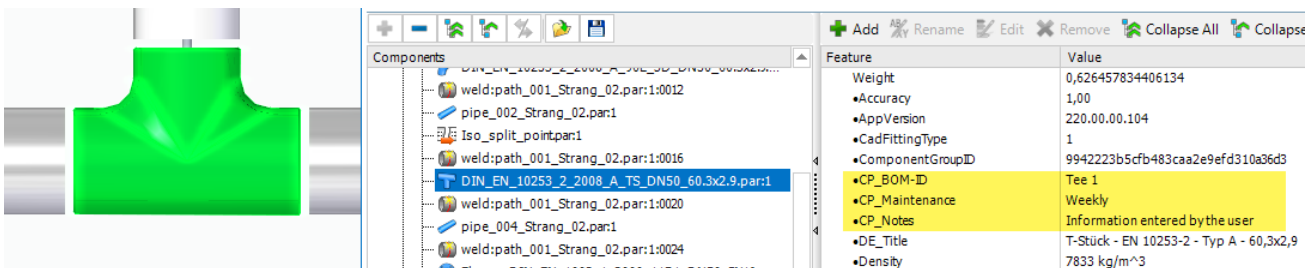 Add Rename Edit Remove Collapse All Collapse
Components
Feature Value
Weight 0,626457834406134
weld:path_001_Strang_02.par:1:0012
•Accuracy 1,00
pipe_002_Strang_02.par:1
•AppVersion 220.00.00.104
Iso_split_point.par:1
•CadFittingType 1
weld:path_001_Strang_02.par:1:0016
•ComponentGroupID 9942223b5cfb483caa2e9efd310a36d3
DIN_EN_10253_2_2008_A_TS_DN50_60.3x2.9.par:1
•CP_BOM-ID Tee 1
weld:path_001_Strang_02.par:1:0020
•CP_Maintenance Weekly
•CP_Notes Information entered by the user
pipe_004_Strang_02.par:1
•DE_Title T-Stück - EN 10253-2 - Typ A - 60,3x2,9
weld:path_001_Strang_02.par:1:0024
•Density 7833 kg/m^3